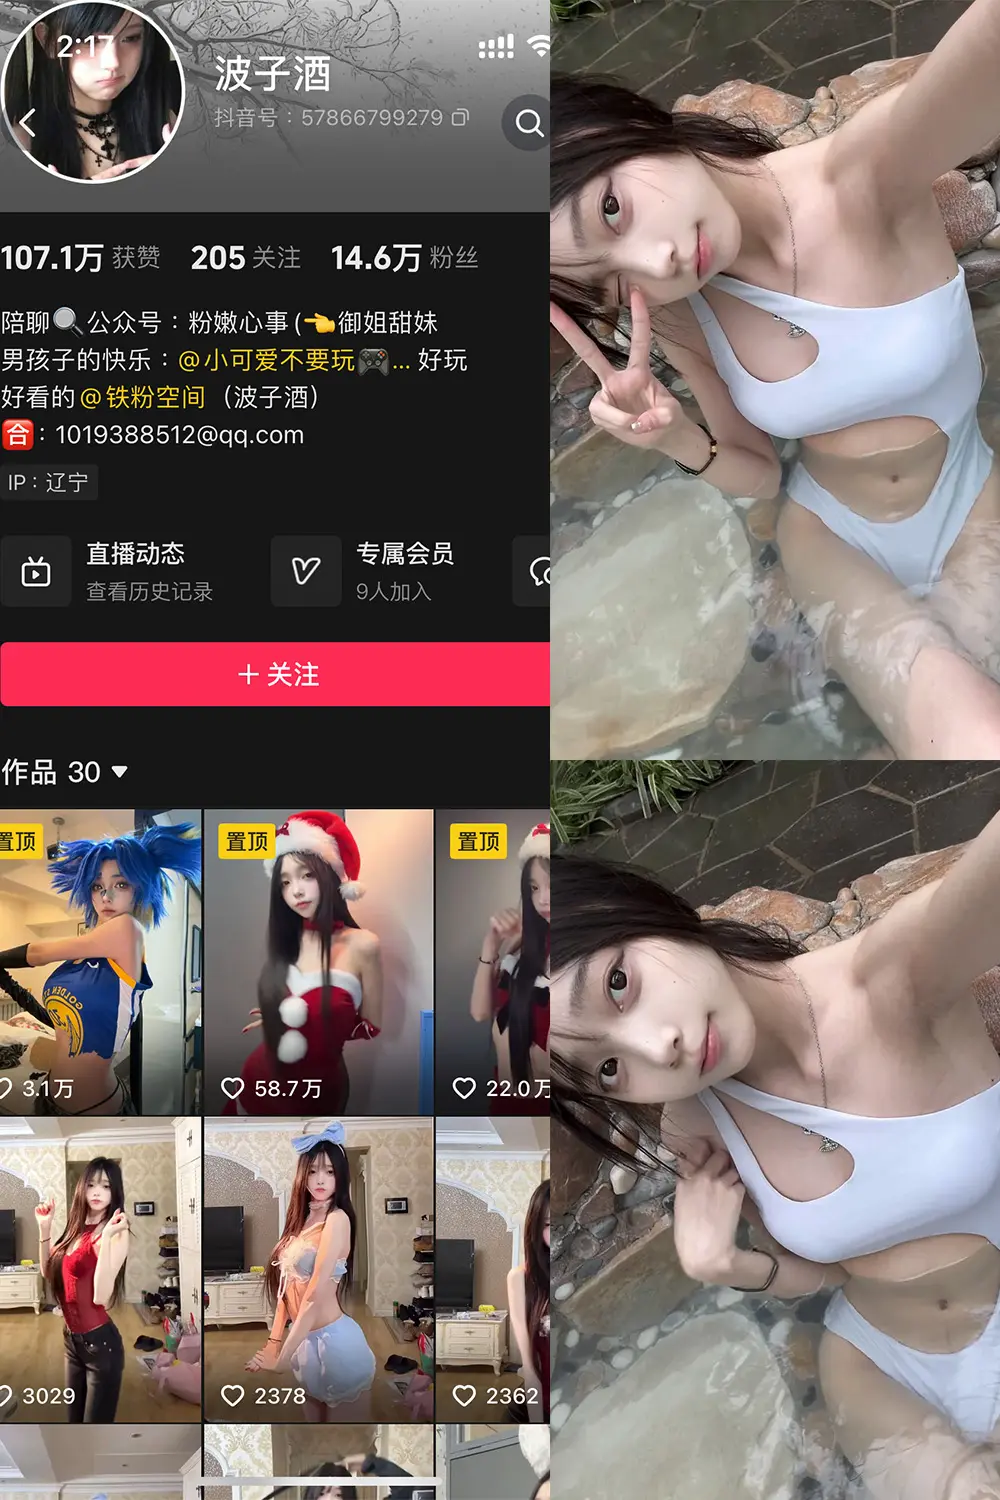 2:17
波子酒
抖音号：57866799279
107.1万 获赞 205 关注 14.6万 粉丝
陪聊🔍公众号：粉嫩心事(👈御姐甜妹
男孩子的快乐：@小可爱不要玩🎮... 好玩
好看的@铁粉空间（波子酒）
合：1019388512@qq.com
IP：辽宁
直播动态
查看历史记录
专属会员
9人加入
+ 关注
作品 30
置顶
置顶
置顶
GOLDEN
3.1万
58.7万
22.0万
3029
2378
2362